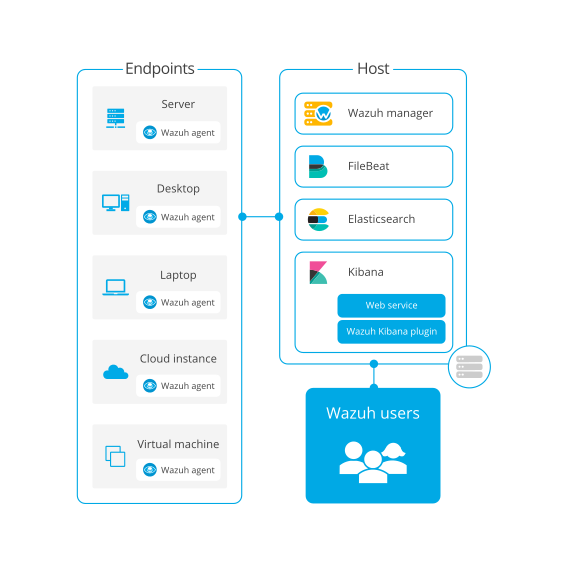 Endpoints
Server
Wazuh agent
Desktop
Wazuh agent
Laptop
Wazuh agent
Cloud instance
Wazuh agent
Virtual machine
Wazuh agent
Host
Wazuh manager
FileBeat
Elasticsearch
Kibana
Web service
Wazuh Kibana plugin
Wazuh users